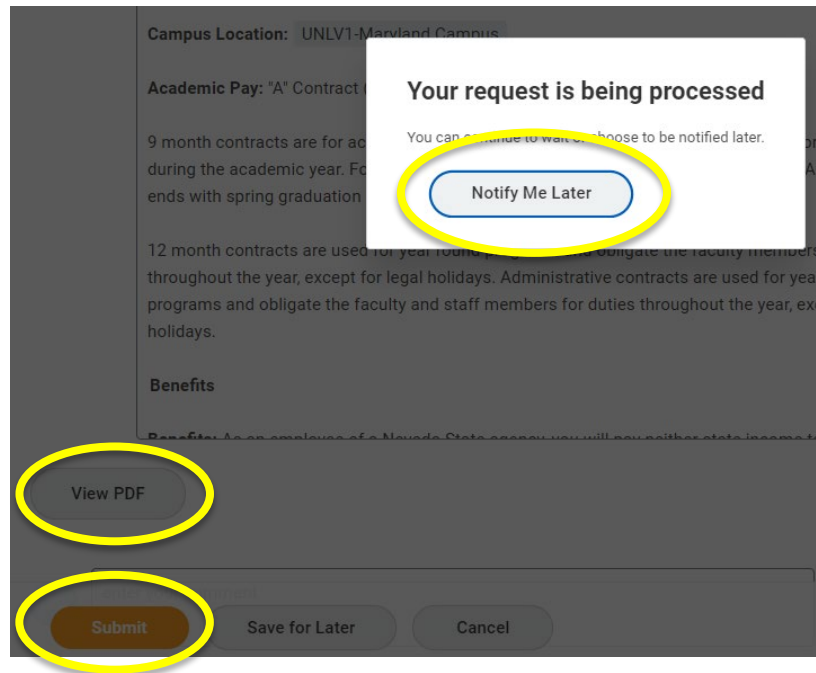 Campus Location: UNLV1-Maryland Campus
Academic Pay: "A" Contract (
Your request is being processed
You can continue to wait or choose to be notified later.
Notify Me Later
9 month contracts are for ac
during the academic year. Fo
ends with spring graduation
12 month contracts are used for year round and obligate the faculty members
throughout the year, except for legal holidays. Administrative contracts are used for yea
programs and obligate the faculty and staff members for duties throughout the year, ex
holidays.
Benefits
Benefits: As an employee of a Nevada State agency, you will pay neither state income t
View PDF
enter your comment
Submit
Save for Later
Cancel